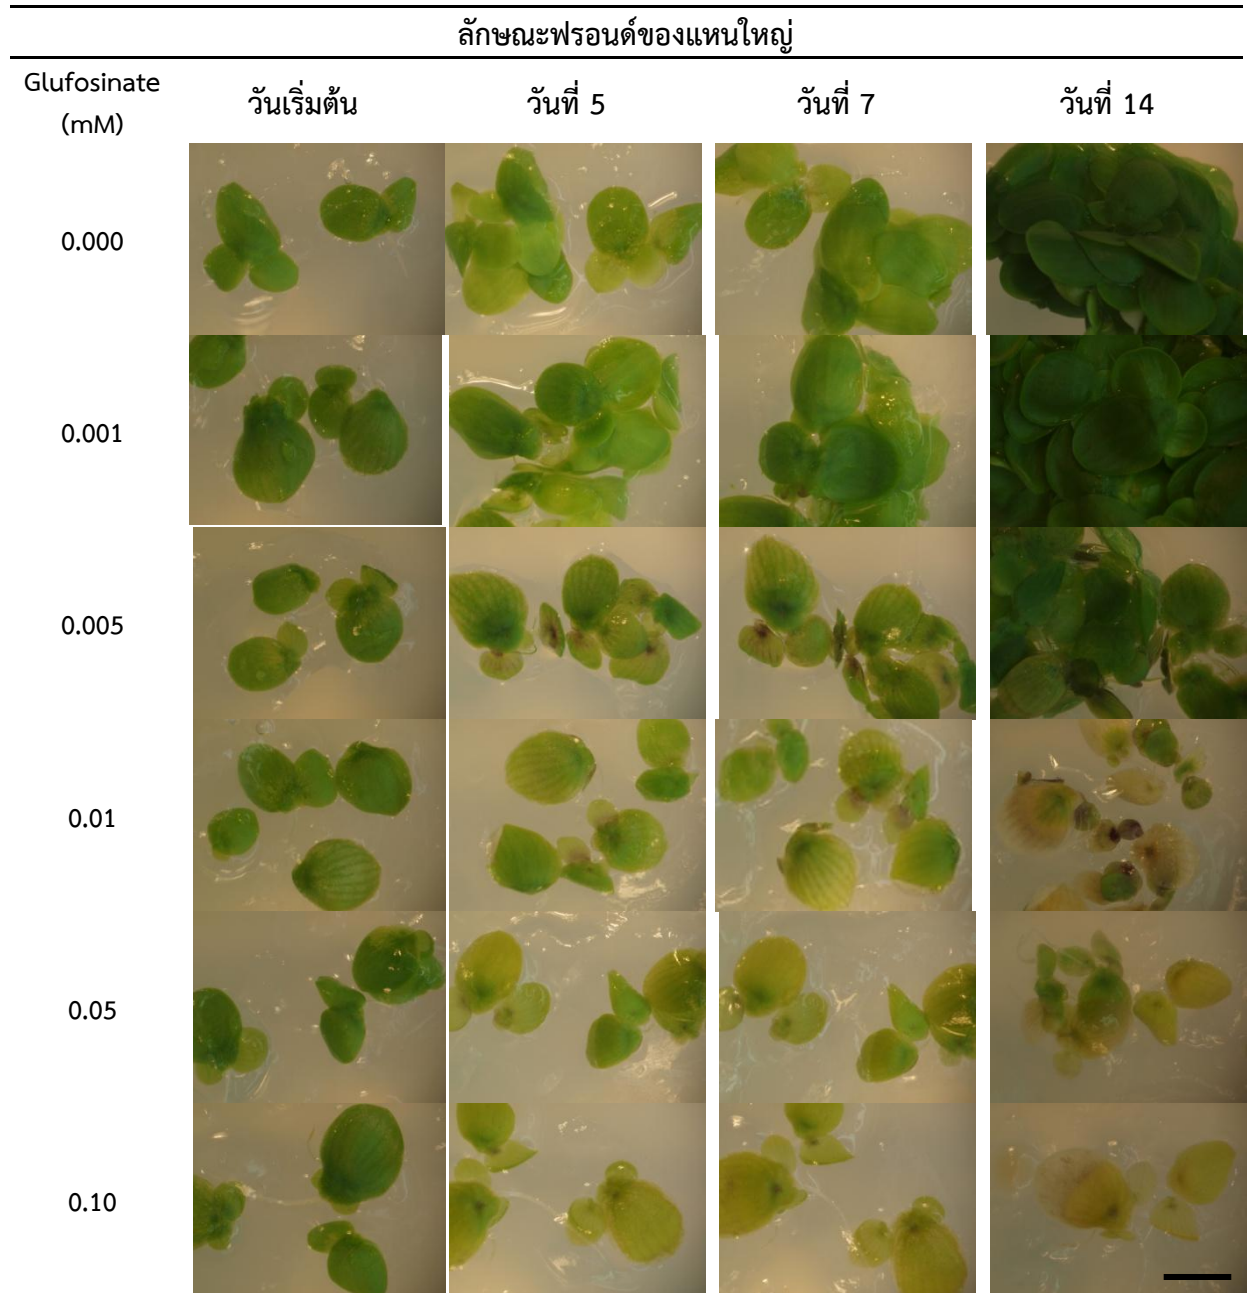 ลักษณะฟรอนด์ของแหนใหญ่
Glufosinate
(mM)
วันเริ่มต้น
วันที่ 5
วันที่ 7
วันที่ 14
0.000
0.001
0.005
0.01
0.05
0.10